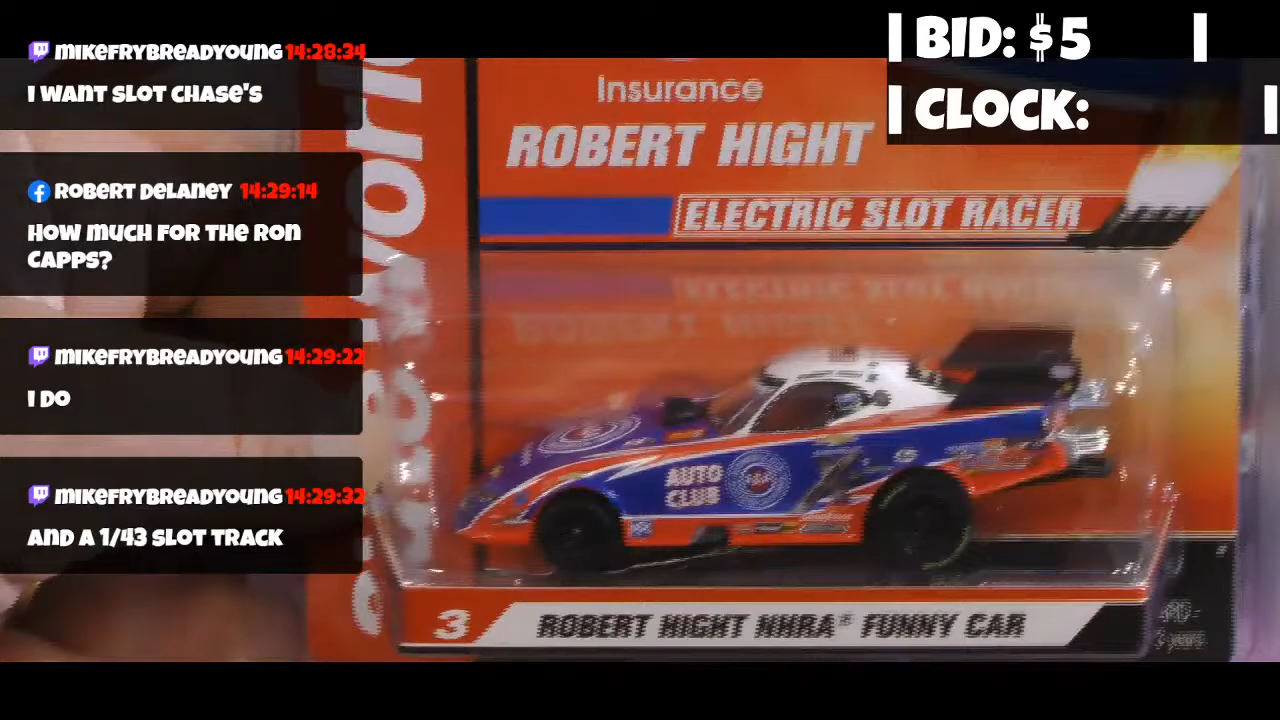 MIKEFRYBREADYOUNG 14:28:34
I WANT SLOT CHASE'S
ROBERT DELANEY 14:29:14
HOW MUCH FOR THE RON
CAPPS?
MIKEFRYBREADYOUNG 14:29:22
I DO
MIKEFRYBREADYOUNG 14:29:32
AND A 1/43 SLOT TRACK
| BID: $5 |
| CLOCK: |
Insurance
ROBERT HIGHT
ELECTRIC SLOT RACER
AUTO
CLUB
3 ROBERT HIGHT NHRA® FUNNY CAR